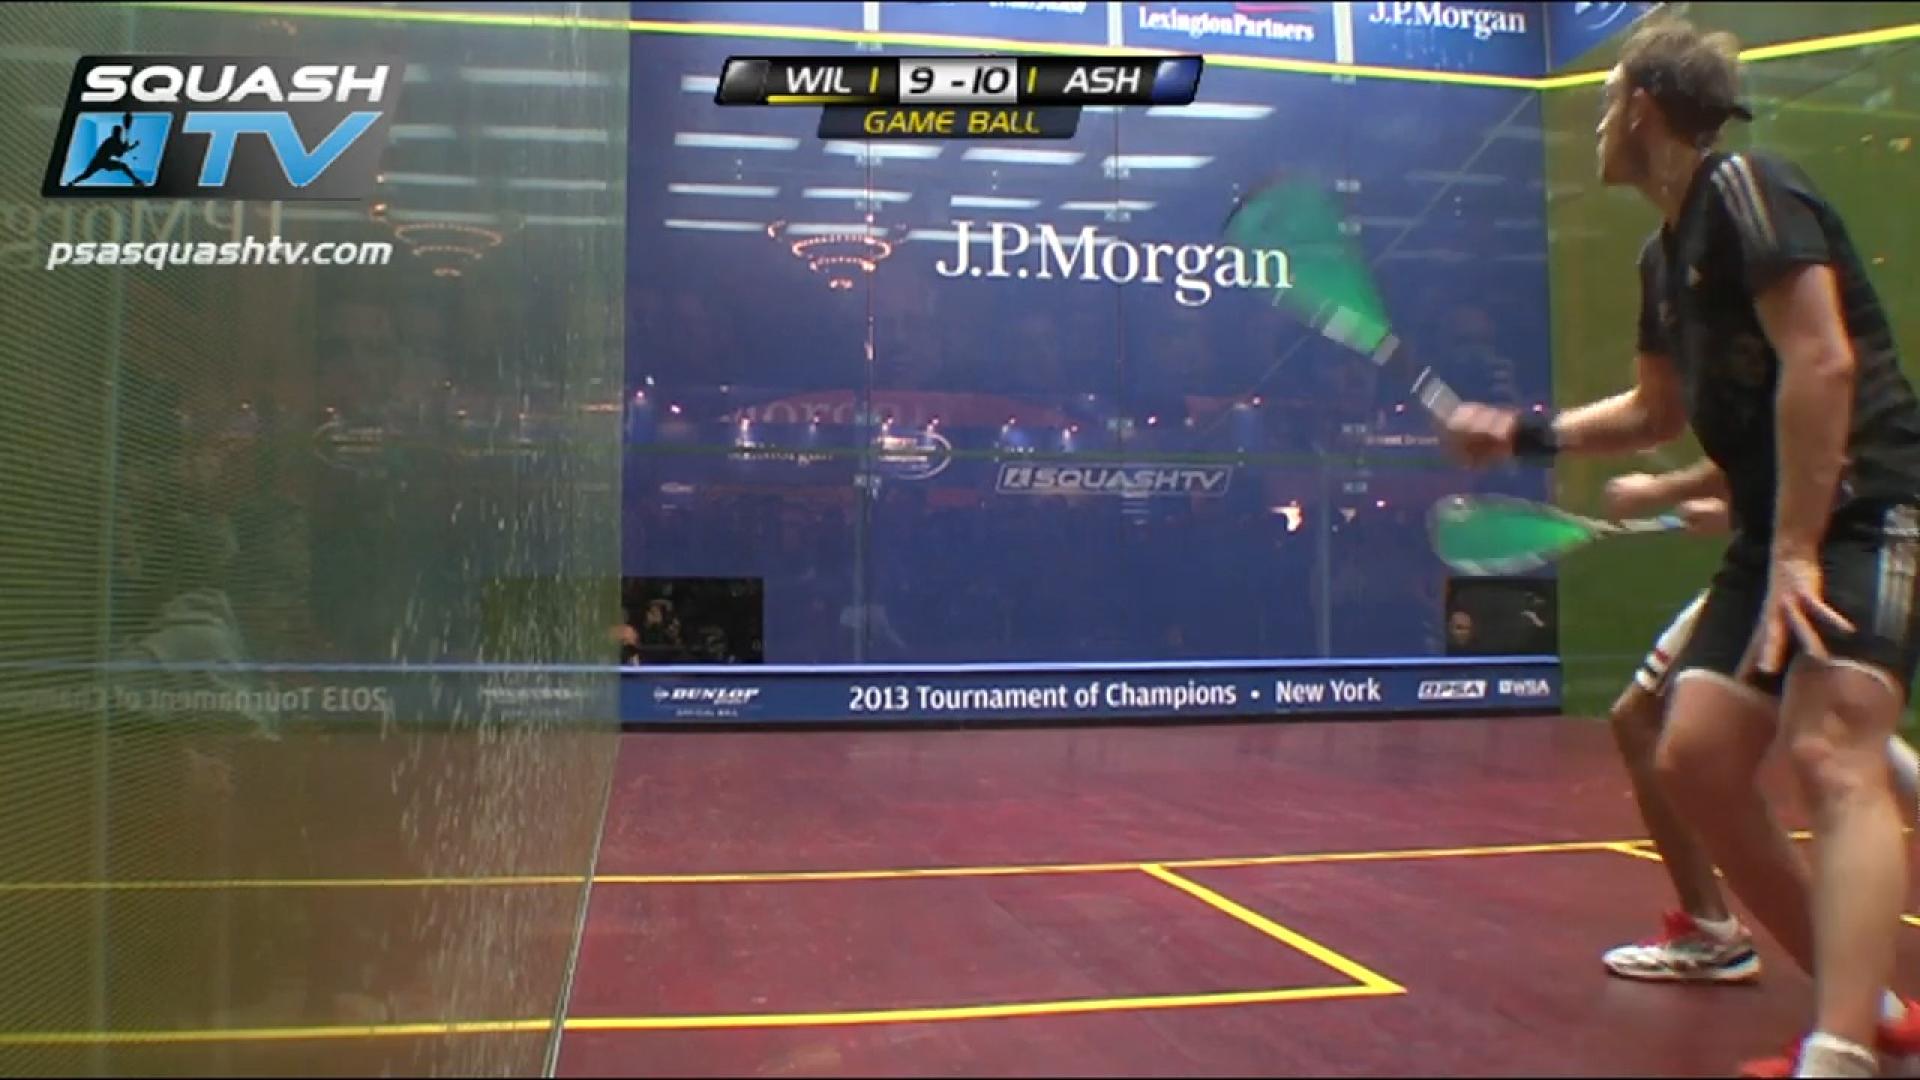 LexingtonPartners
J.P.Morgan
SQUASH
TV
psasquashtv.com
WIL 1 9 - 10 1 ASH
GAME BALL
J.P.Morgan
SQUASHTV
DUNLOP
2013 Tournament of Champions • New York
PSA
WSA